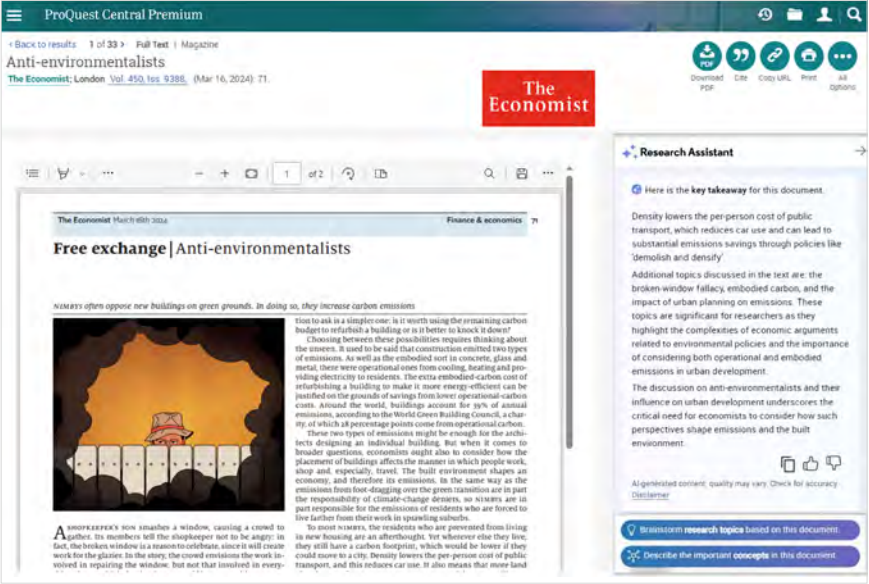 ProQuest Central Premium
Back to results 1 of 33 Full Text | Magazine
Anti-environmentalists
The Economist; London Vol. 450, Iss. 9388, (Mar 16, 2024): 71.
Download PDF
Cite
Copy URL
Print
All Options
The
Economist
1 of 2
The Economist March 16th 2024 Finance & economics 71
Free exchange | Anti-environmentalists
NIMBYS often oppose new buildings on green grounds. In doing so, they increase carbon emissions
A SHOPKEEPER'S SON smashes a window, causing a crowd to
gather. Its members tell the shopkeeper not to be angry: in
fact, the broken window is a reason to celebrate, since it will create
work for the glazier. In the story, the crowd envisions the work in-
volved in repairing the window, but not that involved in every-
tion to ask is a simpler one: is it worth using the remaining carbon
budget to refurbish a building or is it better to knock it down?
Choosing between these possibilities requires thinking about
the unseen. It used to be said that construction emitted two types
of emissions. As well as the embodied sort in concrete, glass and
metal, there were operational ones from cooling, heating and pro-
viding electricity to residents. The extra embodied-carbon cost of
refurbishing a building to make it more energy-efficient can be
justified on the grounds of savings from lower operational-carbon
costs. Around the world, buildings account for 39% of annual
emissions, according to the World Green Building Council, a char-
ity, of which 28 percentage points come from operational carbon.
These two types of emissions might be enough for the archi-
tects designing an individual building. But when it comes to
broader questions, economists ought also to consider how the
placement of buildings affects the manner in which people work,
shop and, especially, travel. The built environment shapes an
economy, and therefore its emissions. In the same way as the
emissions from foot-dragging over the green transition are in part
the responsibility of climate-change deniers, so NIMBYS are in
part responsible for the emissions of residents who are forced to
live farther from their work in sprawling suburbs.
To most NIMBYS, the residents who are prevented from living
in new housing are an afterthought. Yet wherever else they live,
they still have a carbon footprint, which would be lower if they
could move to a city. Density lowers the per-person cost of public
transport, and this reduces car use. It also means that more land
Research Assistant
Here is the key takeaway for this document.
Density lowers the per-person cost of public
transport, which reduces car use and can lead to
substantial emissions savings through policies like
'demolish and densify'.
Additional topics discussed in the text are: the
broken-window fallacy, embodied carbon, and the
impact of urban planning on emissions. These
topics are significant for researchers as they
highlight the complexities of economic arguments
related to environmental policies and the importance
of considering both operational and embodied
emissions in urban development.
The discussion on anti-environmentalists and their
influence on urban development underscores the
critical need for economists to consider how such
perspectives shape emissions and the built
environment.
AI-generated content, quality may vary. Check for accuracy.
Disclaimer
Brainstorm research topics based on this document.
Describe the important concepts in this document.